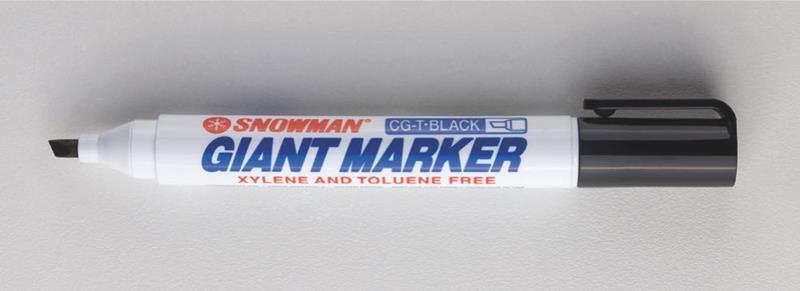 SNOWMAN® CG-T·BLACK
GIANT MARKER
XYLENE AND TOLUENE FREE